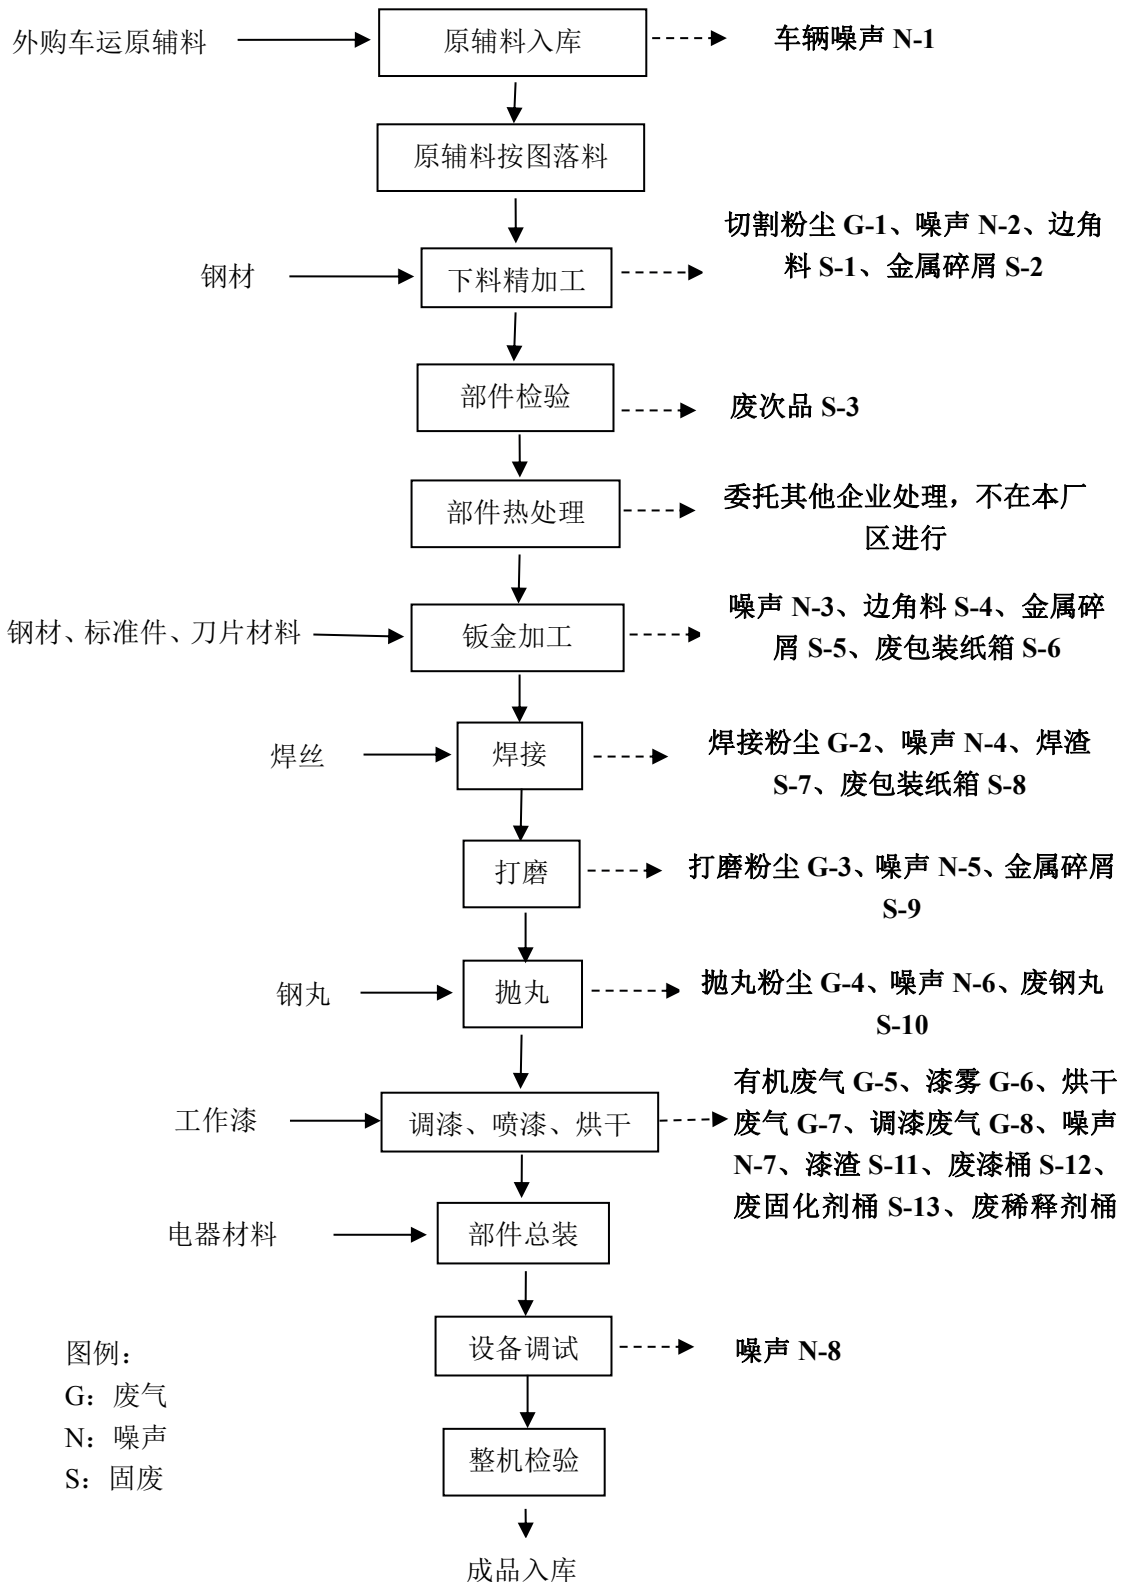 外购车运原辅料
原辅料入库
车辆噪声 N-1
原辅料按图落料
钢材
下料精加工
切割粉尘 G-1、噪声 N-2、边角
料 S-1、金属碎屑 S-2
部件检验
废次品 S-3
部件热处理
委托其他企业处理，不在本厂
区进行
钢材、标准件、刀片材料
钣金加工
噪声 N-3、边角料 S-4、金属碎
屑 S-5、废包装纸箱 S-6
焊丝
焊接
焊接粉尘 G-2、噪声 N-4、焊渣
S-7、废包装纸箱 S-8
打磨
打磨粉尘 G-3、噪声 N-5、金属碎屑
S-9
钢丸
抛丸
抛丸粉尘 G-4、噪声 N-6、废钢丸
S-10
工作漆
调漆、喷漆、烘干
有机废气 G-5、漆雾 G-6、烘干
废气 G-7、调漆废气 G-8、噪声
N-7、漆渣 S-11、废漆桶 S-12、
废固化剂桶 S-13、废稀释剂桶
电器材料
部件总装
设备调试
噪声 N-8
整机检验
成品入库
图例：
G：废气
N：噪声
S：固废